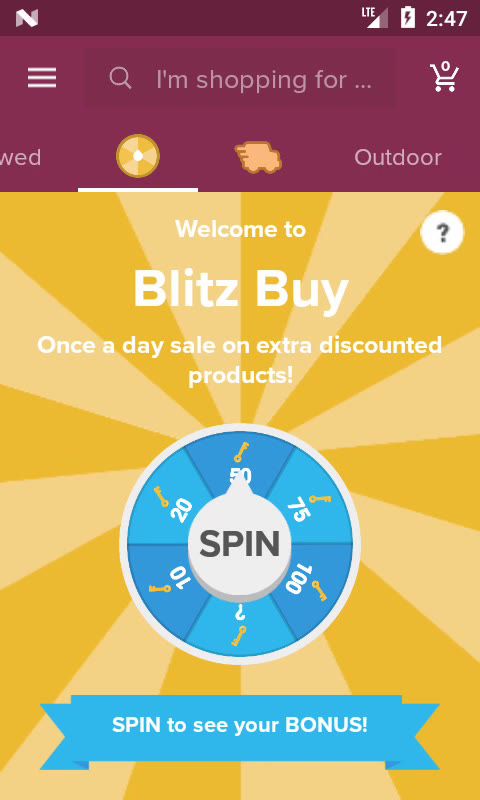 LTE 2:47
I'm shopping for ...
0
wed
Outdoor
Welcome to
?
Blitz Buy
Once a day sale on extra discounted
products!
50
20
75
SPIN
10
100
?
SPIN to see your BONUS!